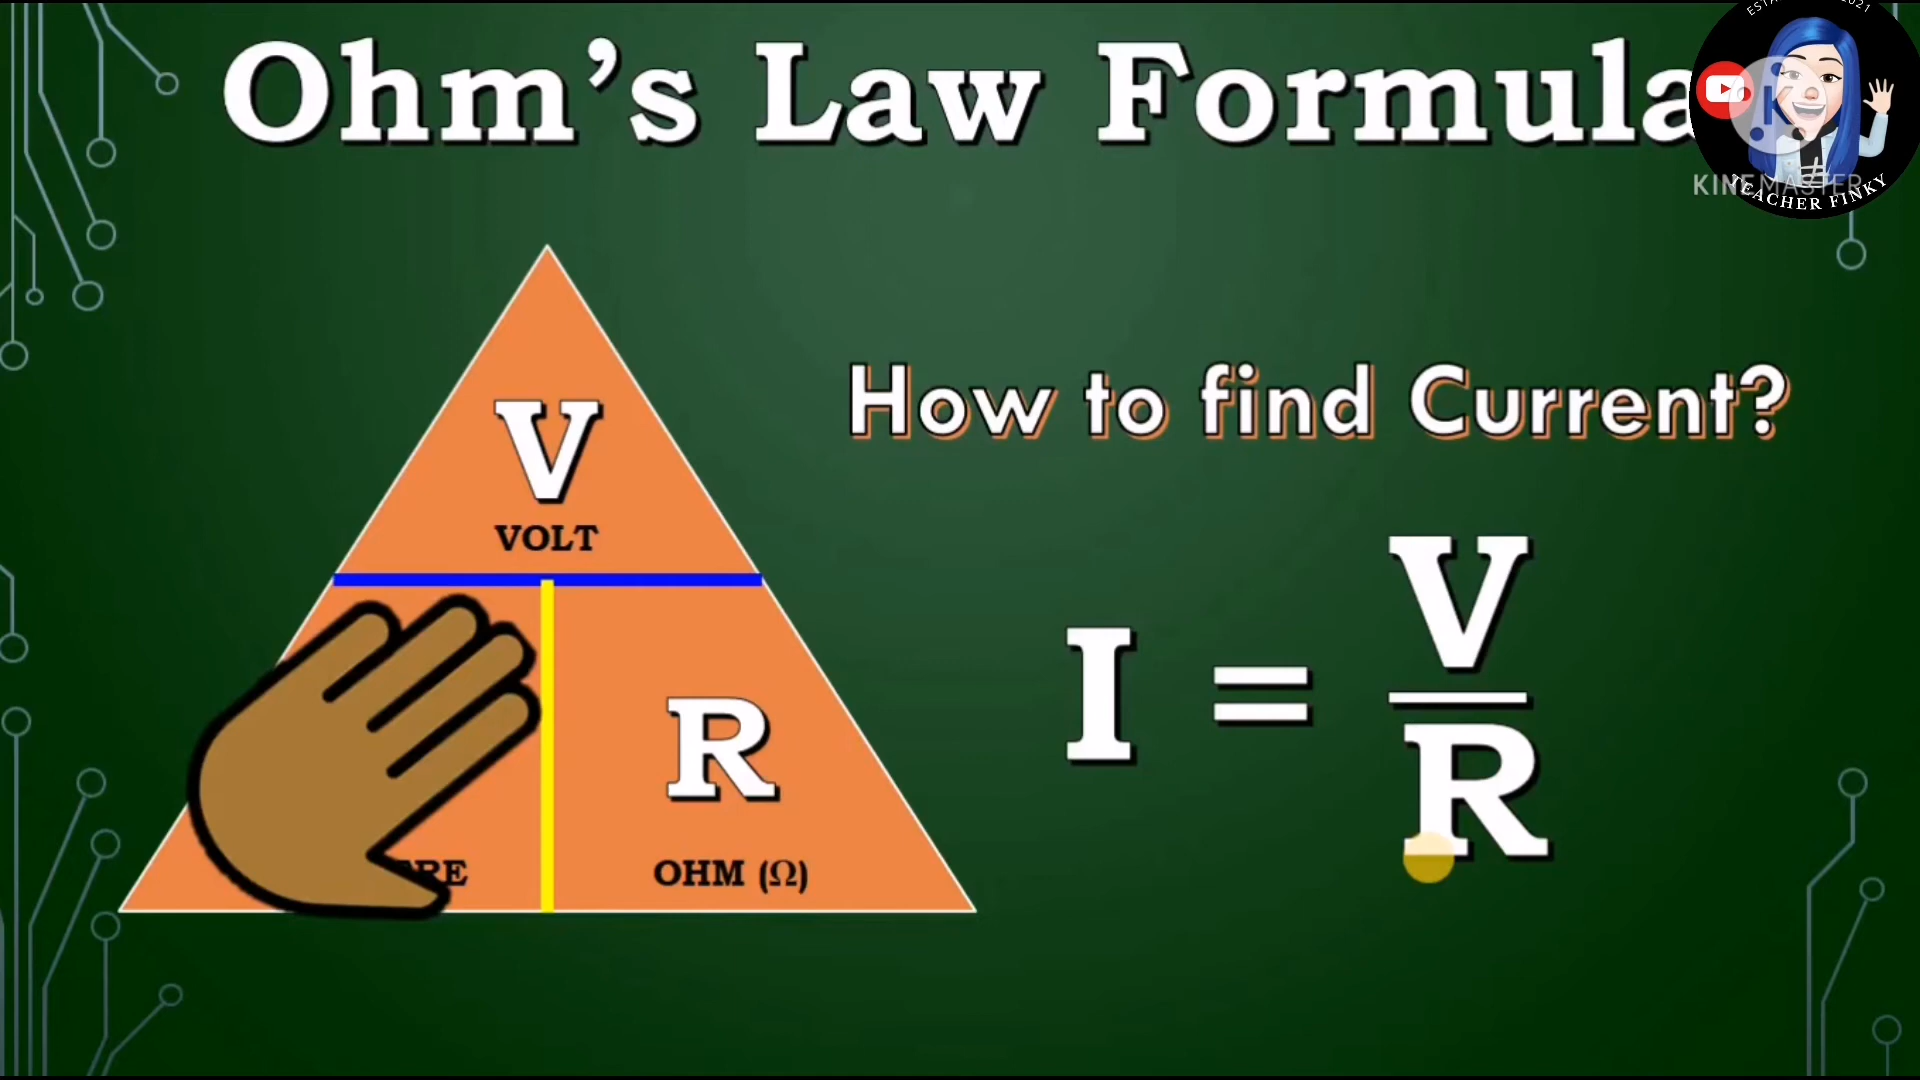 Ohm’s Law Formula
KINEMASTER
TEACHER FINKY
How to find Current?
V
VOLT
R
OHM (Ω)
I = V
R